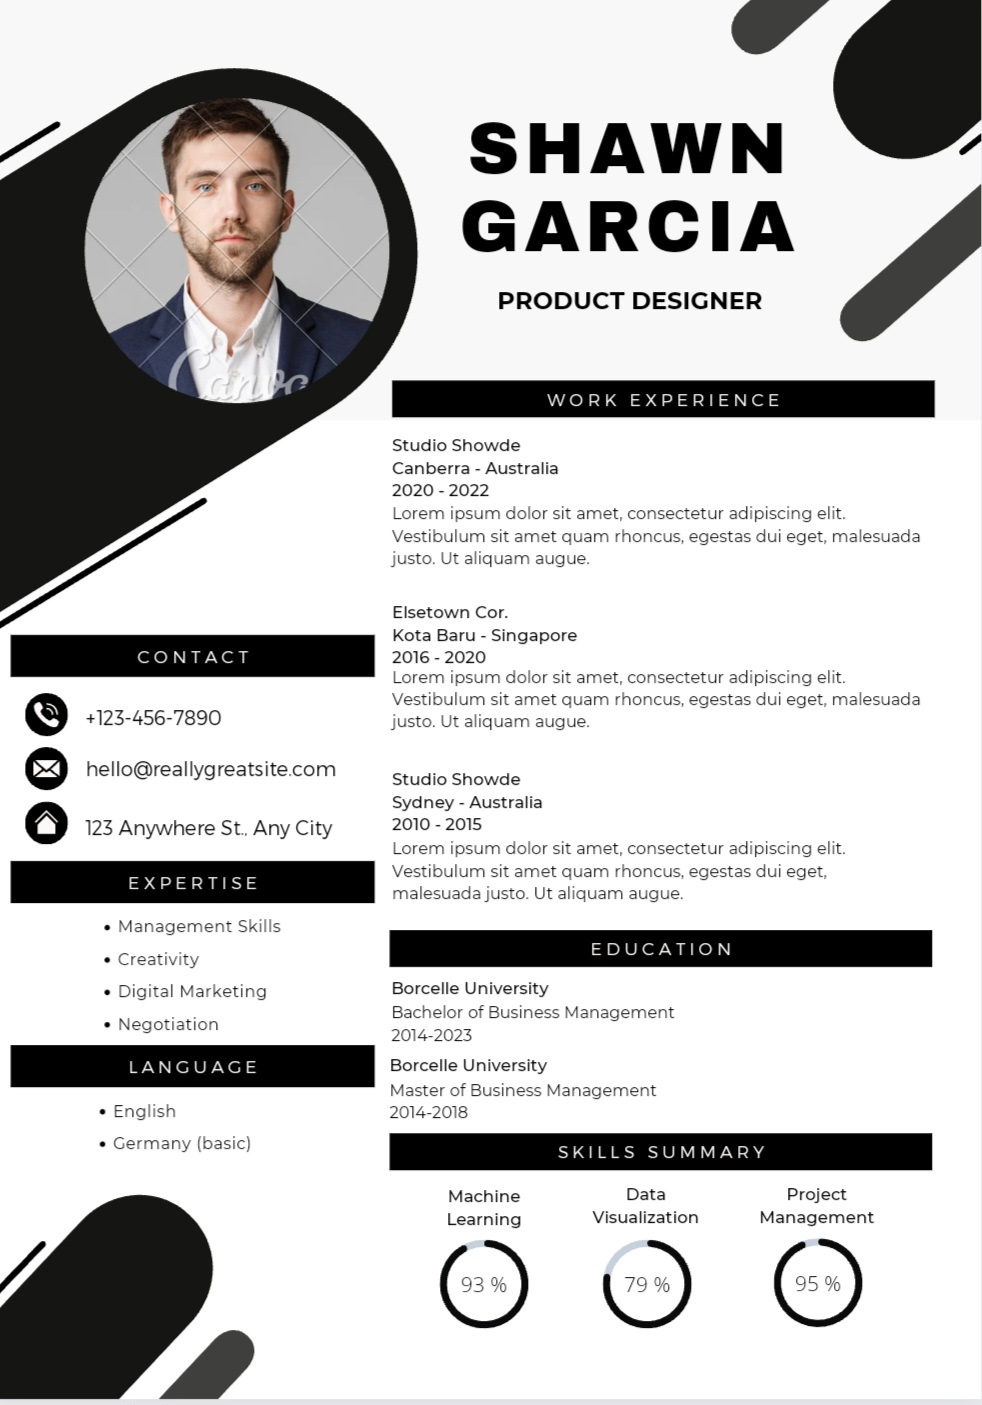 SHAWN
GARCIA
PRODUCT DESIGNER
Canva
WORK EXPERIENCE
Studio Showde
Canberra - Australia
2020 - 2022
Lorem ipsum dolor sit amet, consectetur adipiscing elit.
Vestibulum sit amet quam rhoncus, egestas dui eget, malesuada
justo. Ut aliquam augue.
Elsetown Cor.
Kota Baru - Singapore
2016 - 2020
Lorem ipsum dolor sit amet, consectetur adipiscing elit.
Vestibulum sit amet quam rhoncus, egestas dui eget, malesuada
justo. Ut aliquam augue.
Studio Showde
Sydney - Australia
2010 - 2015
Lorem ipsum dolor sit amet, consectetur adipiscing elit.
Vestibulum sit amet quam rhoncus, egestas dui eget,
malesuada justo. Ut aliquam augue.
CONTACT
+123-456-7890
hello@reallygreatsite.com
123 Anywhere St., Any City
EXPERTISE
• Management Skills
• Creativity
• Digital Marketing
• Negotiation
LANGUAGE
• English
• Germany (basic)
EDUCATION
Borcelle University
Bachelor of Business Management
2014-2023
Borcelle University
Master of Business Management
2014-2018
SKILLS SUMMARY
Machine
Learning
93 %
Data
Visualization
79 %
Project
Management
95 %